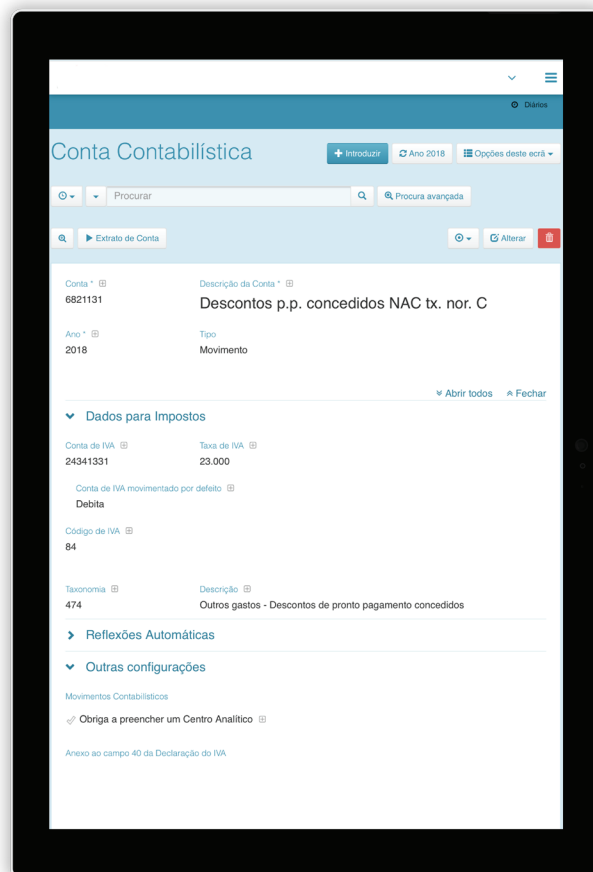 Diários
Conta Contabilística
Introduzir
Ano 2018
Opções deste ecrã
Procurar
Procura avançada
Extrato de Conta
Alterar
Conta * Descrição da Conta *
6821131 Descontos p.p. concedidos NAC tx. nor. C
Ano * Tipo
2018 Movimento
Abrir todos Fechar
Dados para Impostos
Conta de IVA Taxa de IVA
24341331 23.000
Conta de IVA movimentado por defeito
Debita
Código de IVA
84
Taxonomia Descrição
474 Outros gastos - Descontos de pronto pagamento concedidos
Reflexões Automáticas
Outras configurações
Movimentos Contabilísticos
Obriga a preencher um Centro Analítico
Anexo ao campo 40 da Declaração do IVA